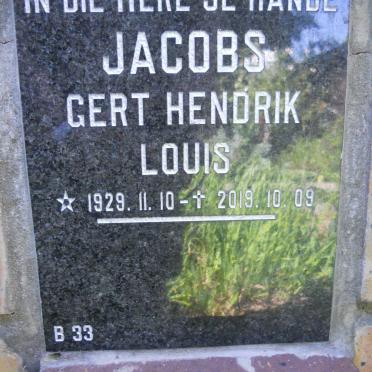 IN DIE HERE SE HANDE
JACOBS
GERT HENDRIK
LOUIS
☆ 1929. 11. 10 - ✝ 2019. 10. 09
B 33